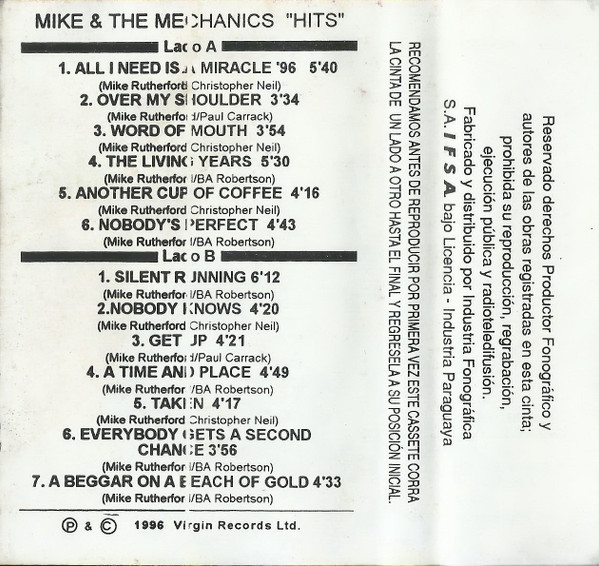 MIKE & THE MECHANICS "HITS"
Lado A
1. ALL I NEED IS A MIRACLE '96 5'40
(Mike Rutherford Christopher Neil)
2. OVER MY SHOULDER 3'34
(Mike Rutherford/Paul Carrack)
3. WORD OF MOUTH 3'54
(Mike Rutherford Christopher Neil)
4. THE LIVING YEARS 5'30
(Mike Rutherford/BA Robertson)
5. ANOTHER CUP OF COFFEE 4'16
(Mike Rutherford Christopher Neil)
6. NOBODY'S PERFECT 4'43
(Mike Rutherford/BA Robertson)
Lado B
1. SILENT RUNNING 6'12
(Mike Rutherford/BA Robertson)
2.NOBODY KNOWS 4'20
(Mike Rutherford Christopher Neil)
3. GET UP 4'21
(Mike Rutherford/Paul Carrack)
4. A TIME AND PLACE 4'49
(Mike Rutherford/BA Robertson)
5. TAKEN 4'17
(Mike Rutherford Christopher Neil)
6. EVERYBODY GETS A SECOND
CHANCE 3'56
(Mike Rutherford/BA Robertson)
7. A BEGGAR ON A BEACH OF GOLD 4'33
(Mike Rutherford/BA Robertson)
℗ & © 1996 Virgin Records Ltd.
RECOMENDAMOS ANTES DE REPRODUCIR POR PRIMERA VEZ ESTE CASSETE CORRA
LA CINTA DE UN LADO A OTRO HASTA EL FINAL Y REGRESELA A SU POSICIÓN INICIAL.
Reservado derechos Productor Fonográfico y
autores de las obras registradas en esta cinta;
prohibida su reproducción, regrabación,
ejecución pública y radioteledifusión.
Fabricado y distribuido por Industria Fonográfica
S.A. IFSA bajo Licencia - Industria Paraguaya